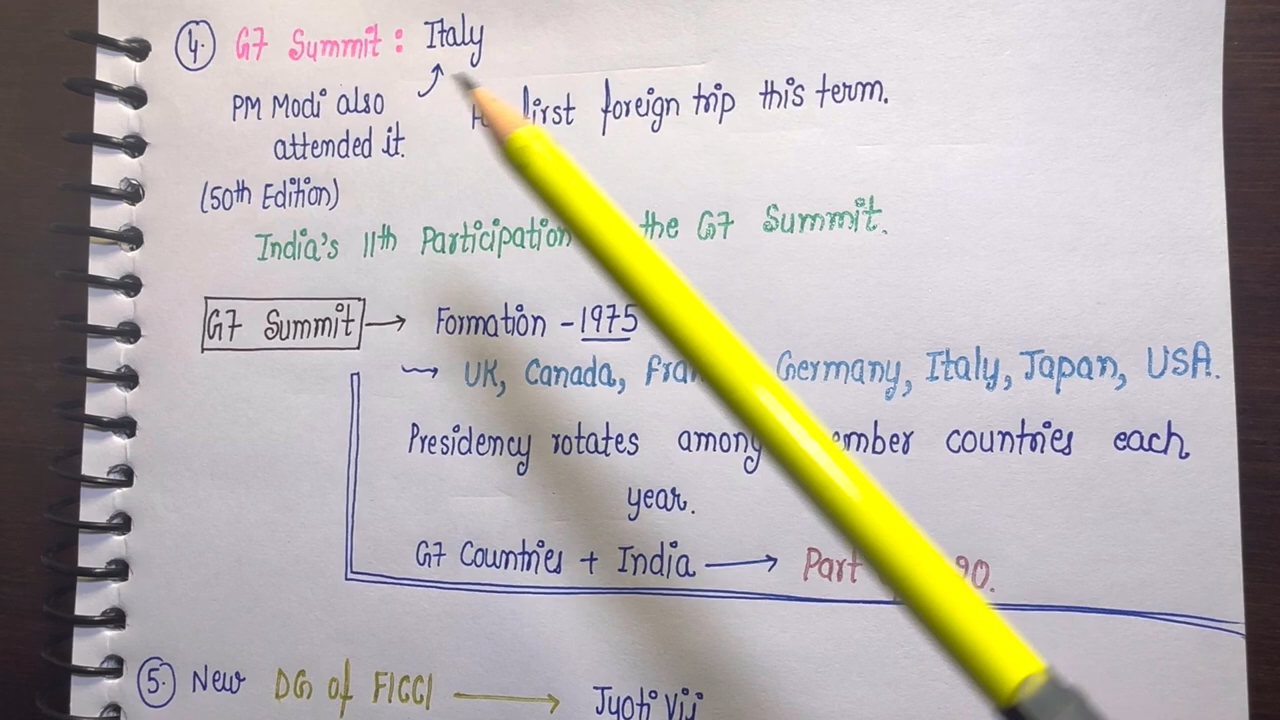 4. G7 Summit: Italy
PM Modi also attended it.
first foreign trip this term.
(50th Edition)
India's 11th Participation the G7 Summit.
G7 Summit → Formation - 1975
UK, Canada, Germany, Italy, Japan, USA.
Presidency rotates among countries each
year.
G7 Countries + India → Part
5. New DG of FICCI → Jyoti Vij